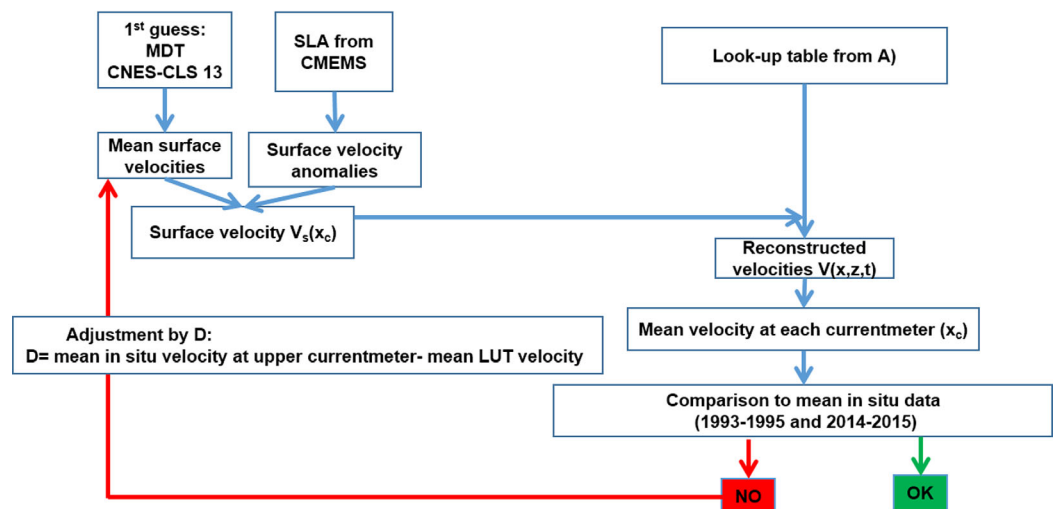 1st guess:
MDT
CNES-CLS 13
SLA from
CMEMS
Look-up table from A)
Mean surface
velocities
Surface velocity
anomalies
Surface velocity Vs(xc)
Reconstructed
velocities V(x,z,t)
Adjustment by D:
D= mean in situ velocity at upper currentmeter- mean LUT velocity
Mean velocity at each currentmeter (xc)
Comparison to mean in situ data
(1993-1995 and 2014-2015)
NO
OK